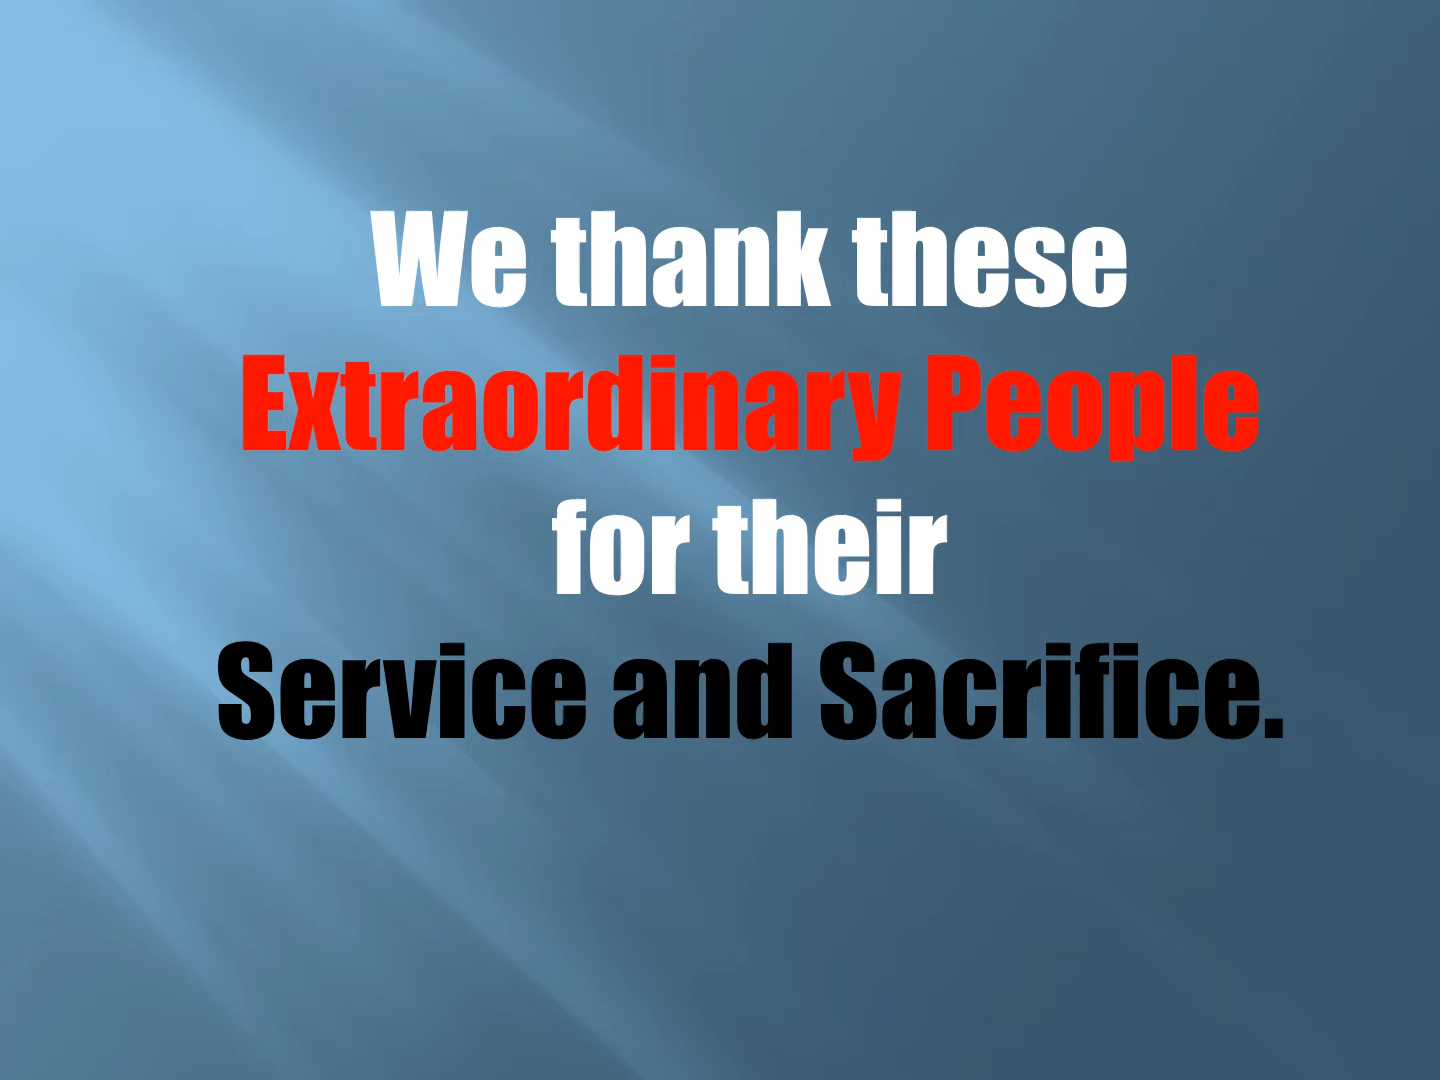 We thank these
Extraordinary People
for their
Service and Sacrifice.